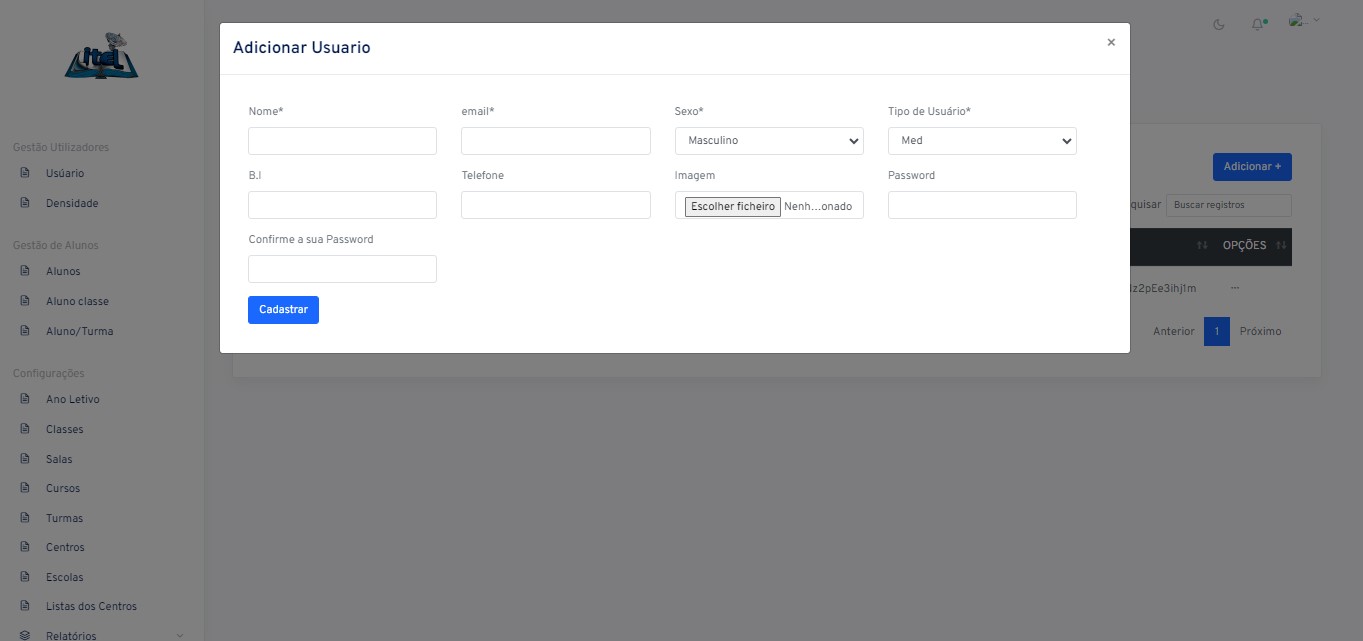 Adicionar Usuario
×
Nome*
email*
Sexo*
Tipo de Usuário*
Masculino
Med
B.I
Telefone
Imagem
Password
Escolher ficheiro Nenh...onado
Confirme a sua Password
Cadastrar
ftel
Gestão Utilizadores
Usúario
Densidade
Gestão de Alunos
Alunos
Aluno classe
Aluno/Turma
Configurações
Ano Letivo
Classes
Salas
Cursos
Turmas
Centros
Escolas
Listas dos Centros
Relatórios
Adicionar +
quisar Buscar registros
OPÇÕES
lz2pEe3ihj1m ...
Anterior 1 Próximo